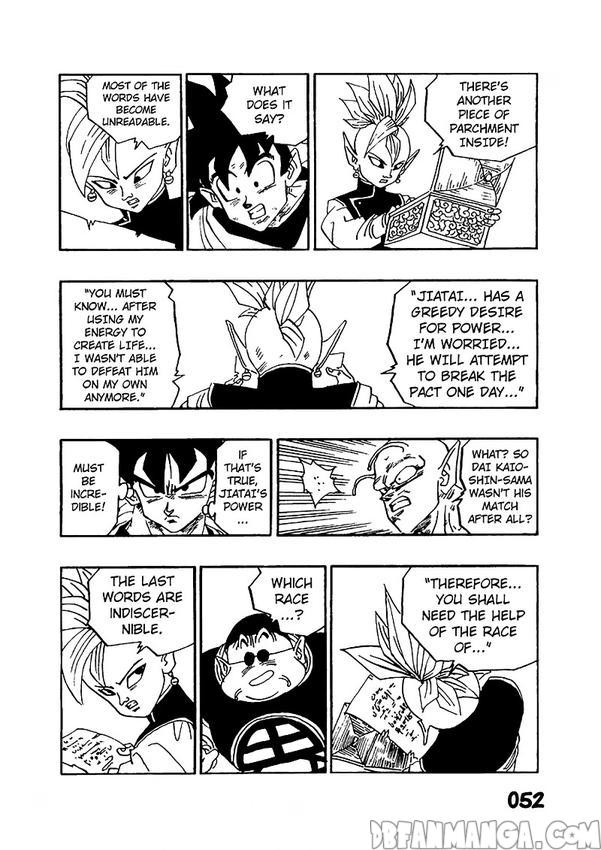 THERE'S
ANOTHER
PIECE OF
PARCHMENT
INSIDE!
WHAT
DOES IT
SAY?
MOST OF THE
WORDS HAVE
BECOME
UNREADABLE.
"JIATAI... HAS A
GREEDY DESIRE
FOR POWER...
I'M WORRIED...
HE WILL ATTEMPT
TO BREAK THE
PACT ONE DAY..."
"YOU MUST
KNOW... AFTER
USING MY
ENERGY TO
CREATE LIFE...
I WASN'T ABLE
TO DEFEAT HIM
ON MY OWN
ANYMORE."
WHAT? SO
DAI KAIO-
SHIN-SAMA
WASN'T HIS
MATCH
AFTER ALL?
IF
THAT'S
TRUE,
JIATAI'S
POWER
...
MUST
BE
INCRE-
DIBLE!
"THEREFORE...
YOU SHALL
NEED THE HELP
OF THE RACE
OF..."
WHICH
RACE
...?
THE LAST
WORDS ARE
INDISCER-
NIBLE.
052
DBFANMANGA.COM